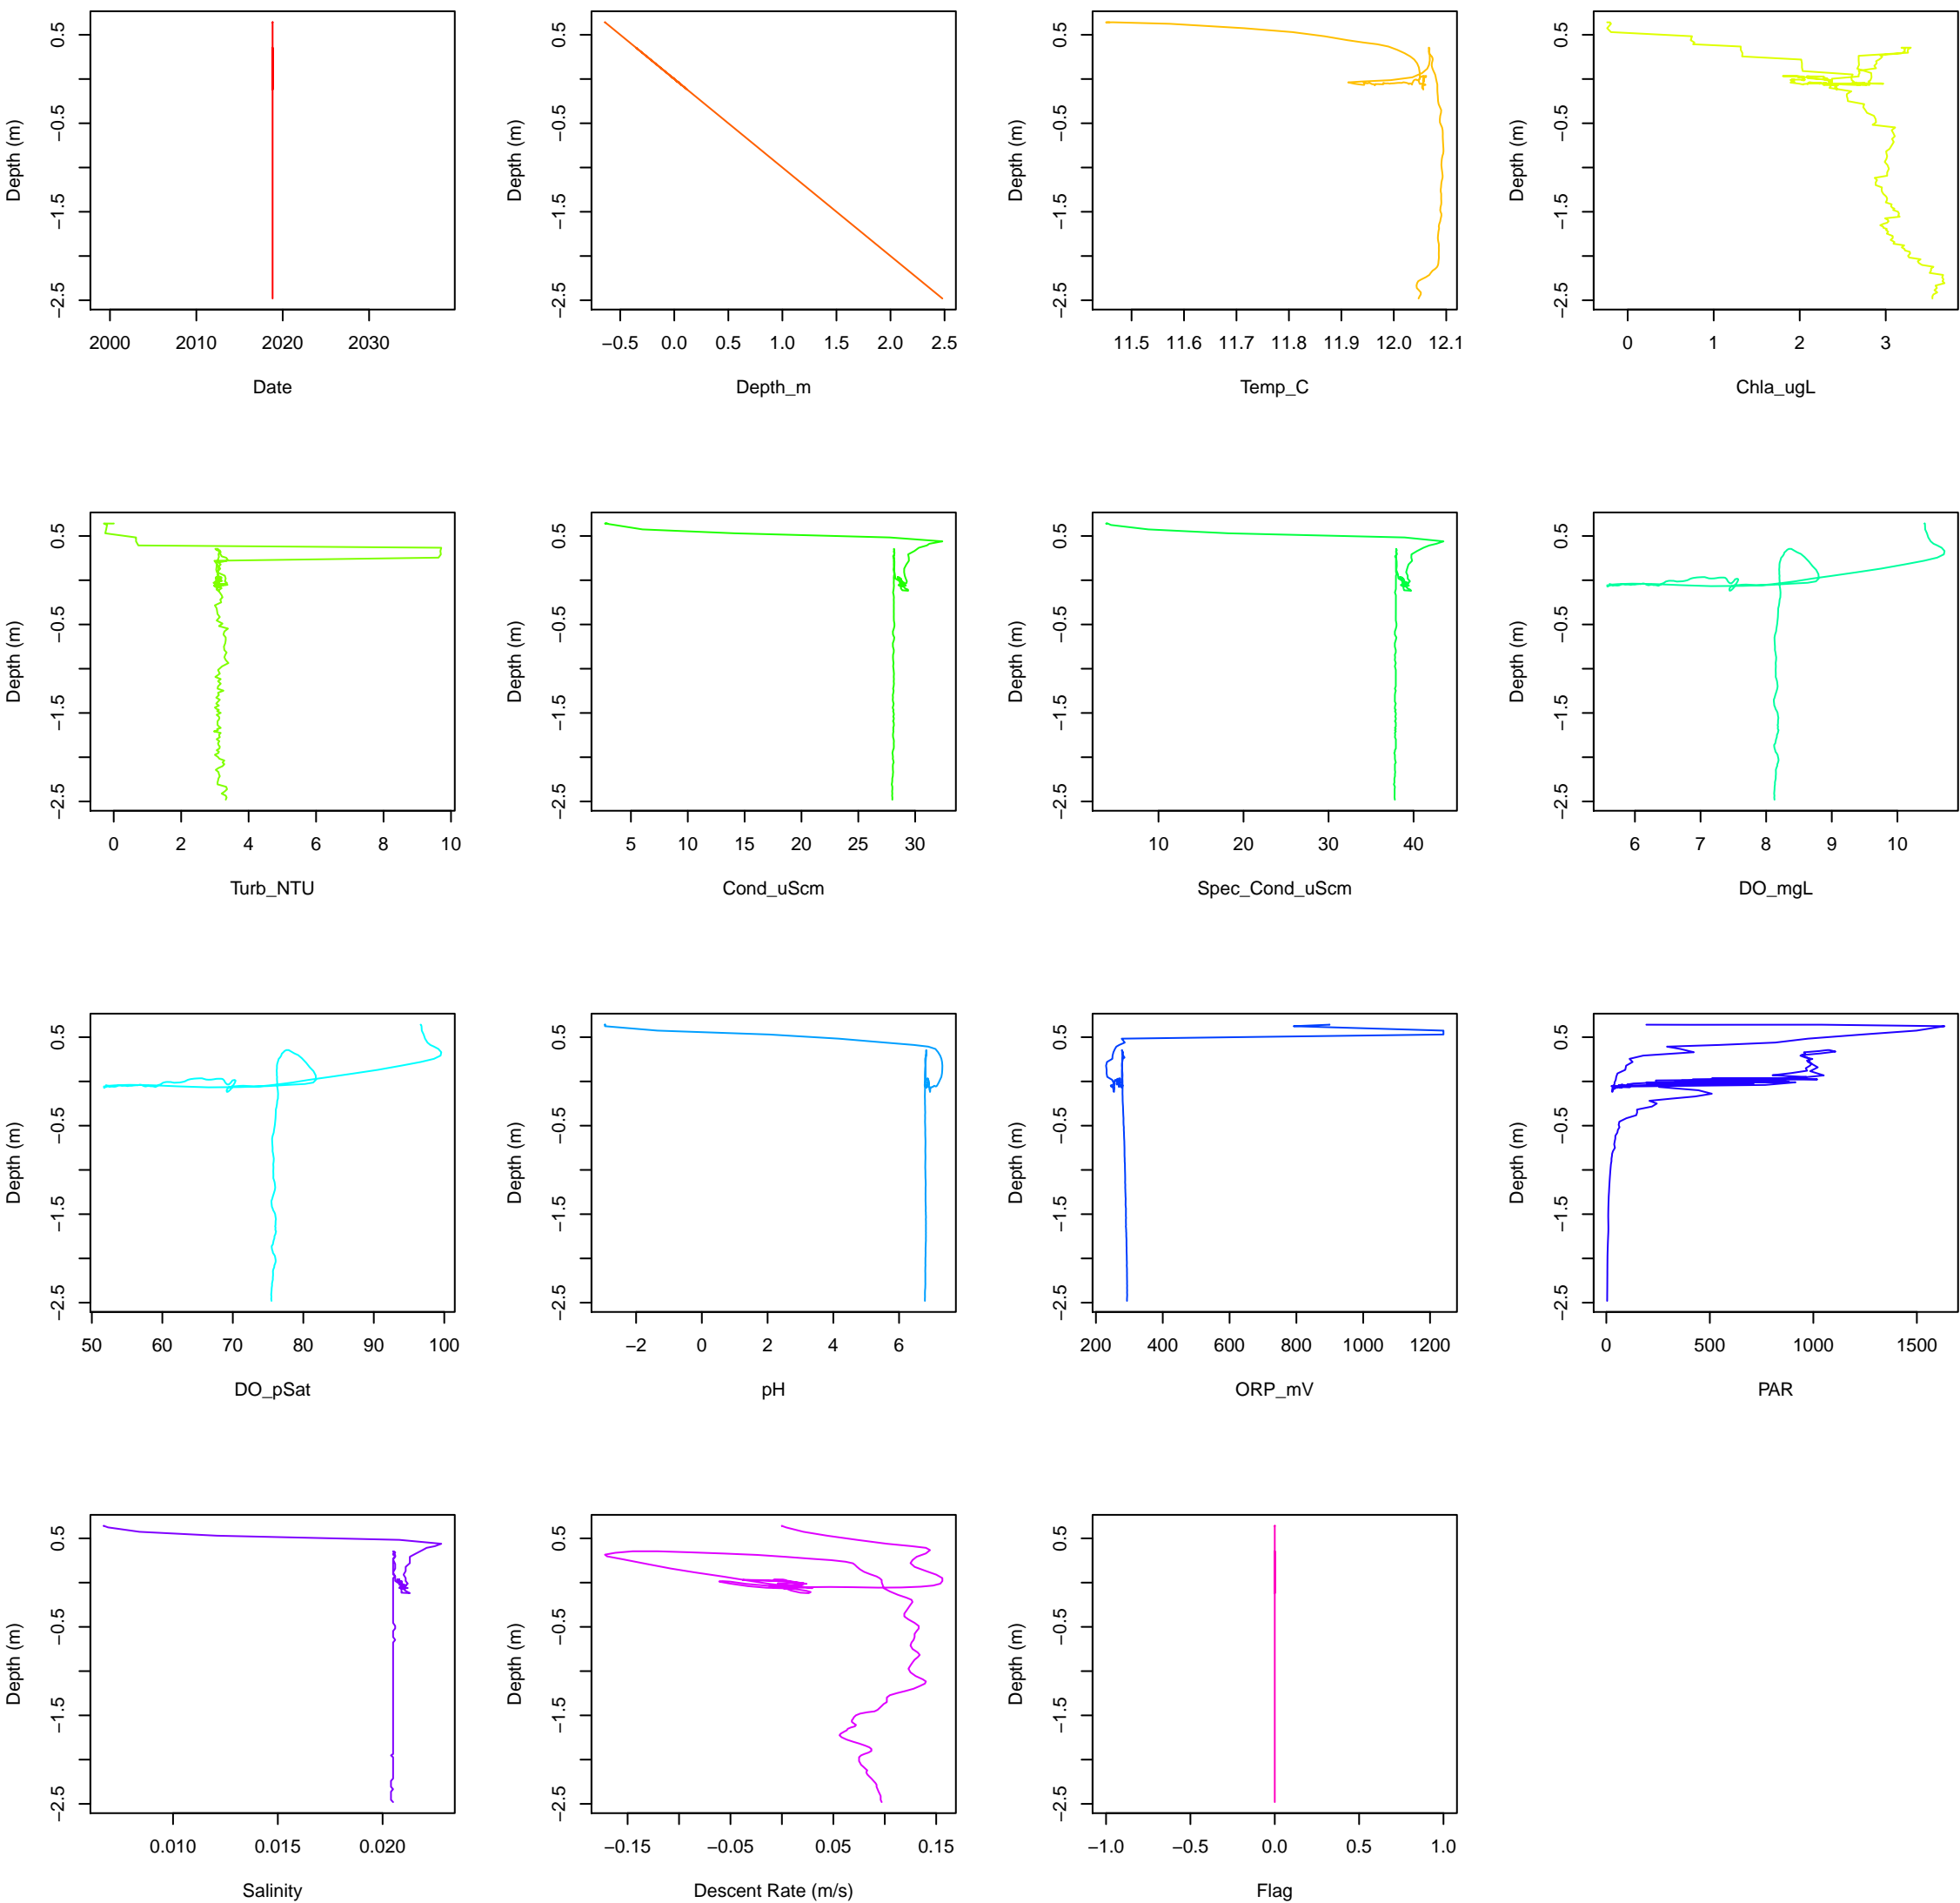 Depth (m)
0.5
−0.5
−1.5
−2.5
2000 2010 2020 2030
Date
Depth (m)
0.5
−0.5
−1.5
−2.5
−0.5 0.0 0.5 1.0 1.5 2.0 2.5
Depth_m
Depth (m)
0.5
−0.5
−1.5
−2.5
11.5 11.6 11.7 11.8 11.9 12.0 12.1
Temp_C
Depth (m)
0.5
−0.5
−1.5
−2.5
0 1 2 3
Chla_ugL
Depth (m)
0.5
−0.5
−1.5
−2.5
0 2 4 6 8 10
Turb_NTU
Depth (m)
0.5
−0.5
−1.5
−2.5
5 10 15 20 25 30
Cond_uScm
Depth (m)
0.5
−0.5
−1.5
−2.5
10 20 30 40
Spec_Cond_uScm
Depth (m)
0.5
−0.5
−1.5
−2.5
6 7 8 9 10
DO_mgL
Depth (m)
0.5
−0.5
−1.5
−2.5
50 60 70 80 90 100
DO_pSat
Depth (m)
0.5
−0.5
−1.5
−2.5
−2 0 2 4 6
pH
Depth (m)
0.5
−0.5
−1.5
−2.5
200 400 600 800 1000 1200
ORP_mV
Depth (m)
0.5
−0.5
−1.5
−2.5
0 500 1000 1500
PAR
Depth (m)
0.5
−0.5
−1.5
−2.5
0.010 0.015 0.020
Salinity
Depth (m)
0.5
−0.5
−1.5
−2.5
−0.15 −0.05 0.05 0.15
Descent Rate (m/s)
Depth (m)
0.5
−0.5
−1.5
−2.5
−1.0 −0.5 0.0 0.5 1.0
Flag